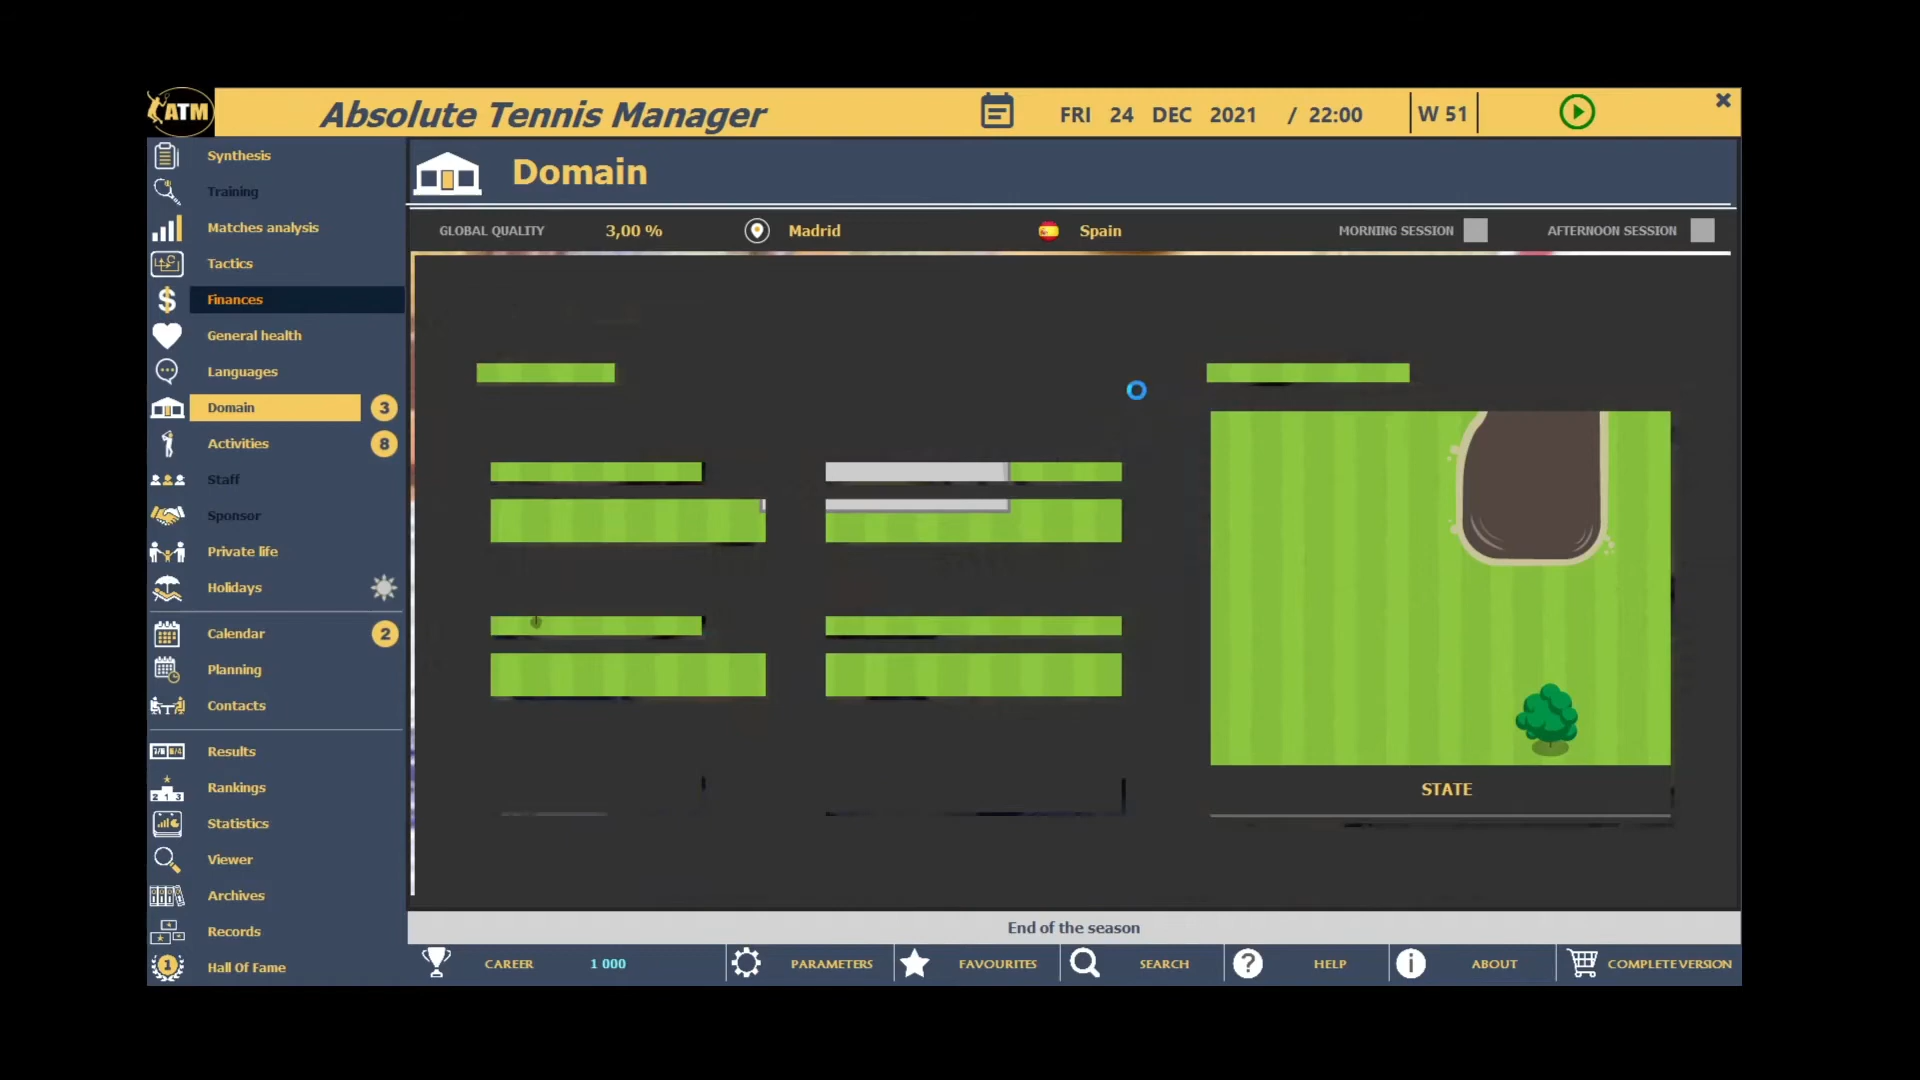 ATM
Absolute Tennis Manager
FRI 24 DEC 2021 / 22:00
W 51
Synthesis
Training
Matches analysis
Tactics
Finances
General health
Languages
Domain 3
Activities 8
Staff
Sponsor
Private life
Holidays
Calendar 2
Planning
Contacts
Results
Rankings
Statistics
Viewer
Archives
Records
Hall Of Fame
Domain
GLOBAL QUALITY 3,00 % Madrid Spain MORNING SESSION AFTERNOON SESSION
STATE
End of the season
CAREER 1 000 PARAMETERS FAVOURITES SEARCH ? HELP i ABOUT COMPLETE VERSION